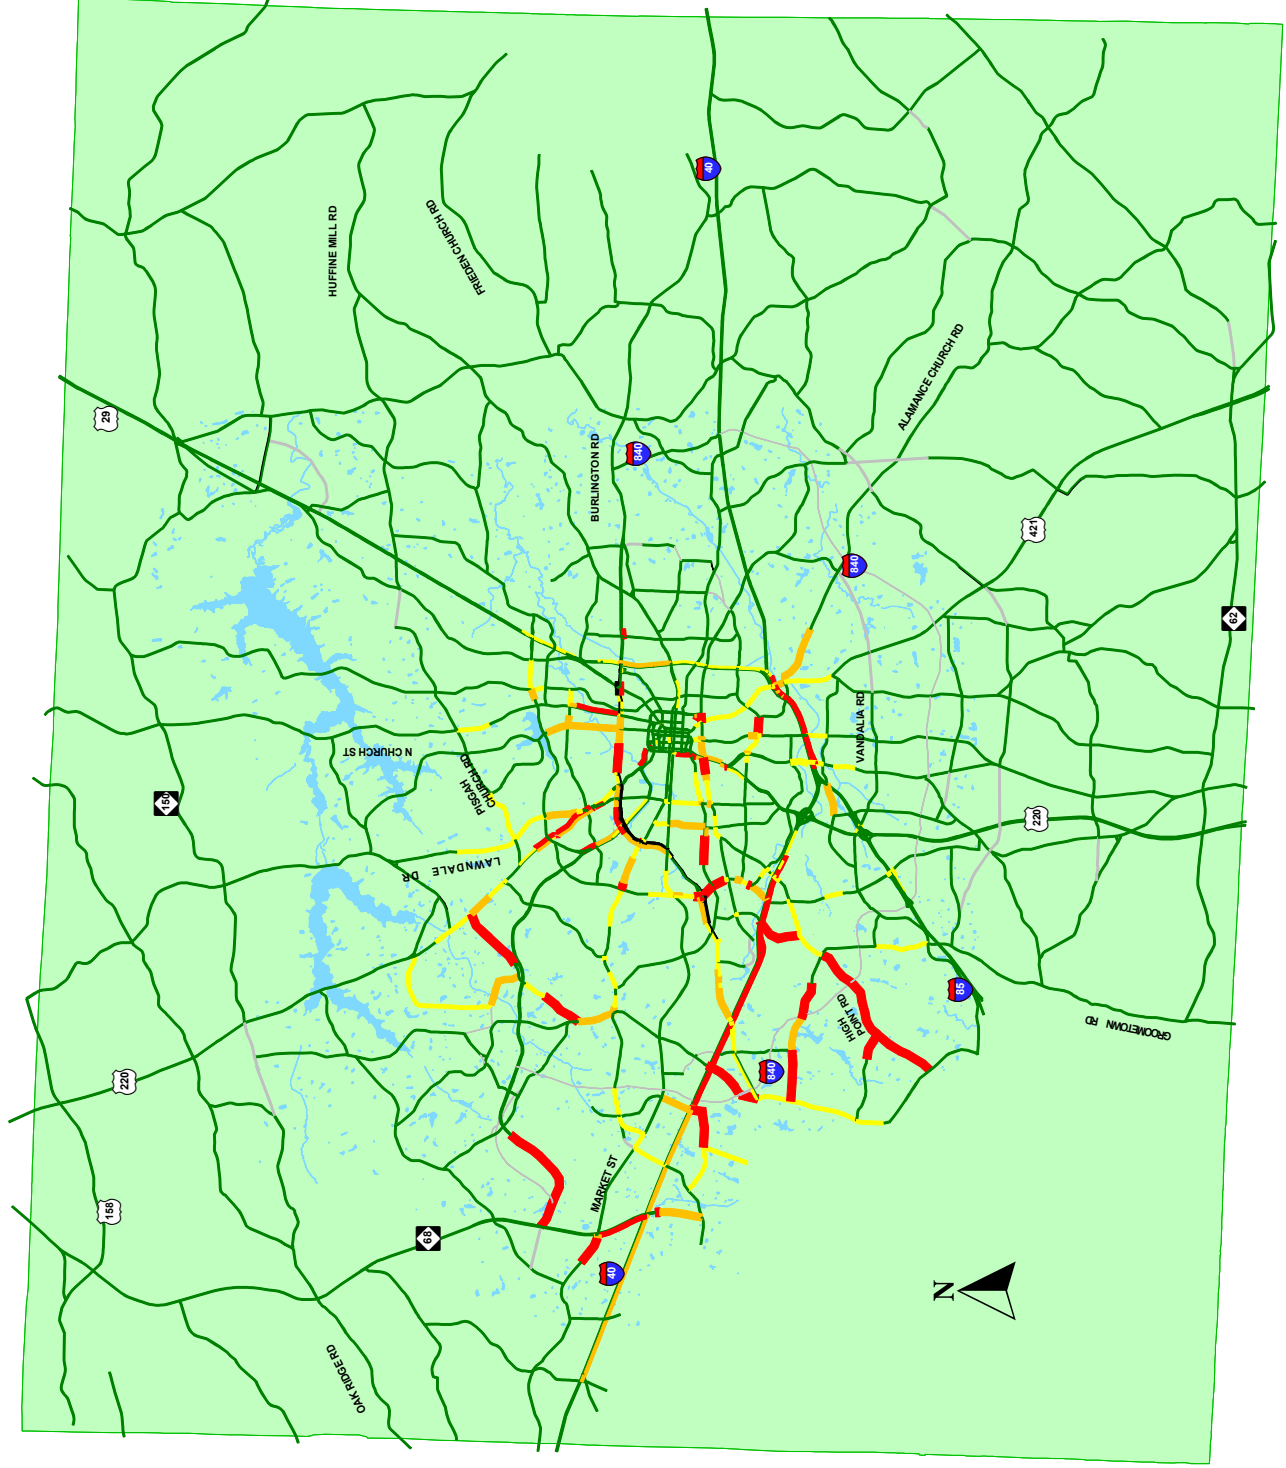 40
HUFFINE MILL RD
FRIEDEN CHURCH RD
29
ALAMANCE CHURCH RD
BURLINGTON RD
840
421
840
62
N CHURCH ST
PISGAH
CHURCH RD
VANDALIA RD
150
220
LAWNDALE DR
85
HIGH
POINT RD
GROOMETOWN RD
220
840
MARKET ST
158
68
40
N
OAK RIDGE RD